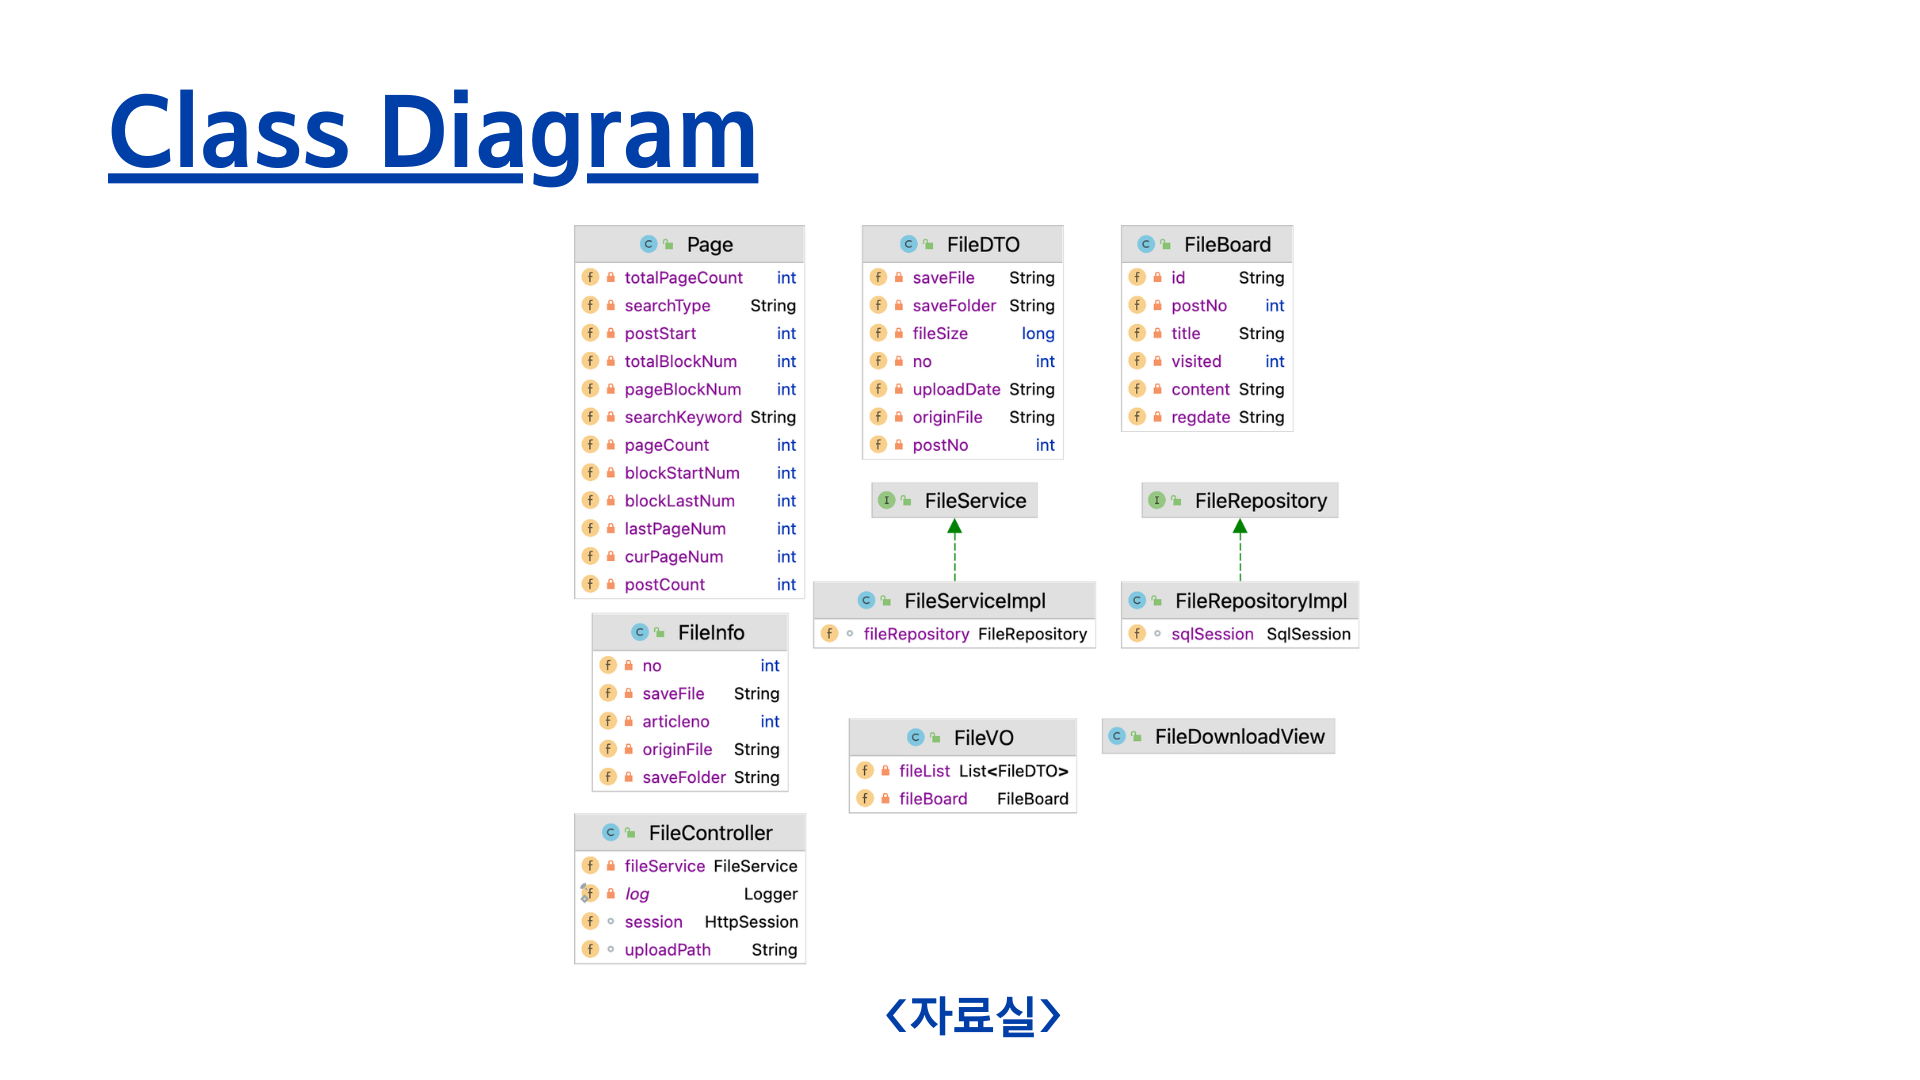 Class Diagram
Page
totalPageCount int
searchType String
postStart int
totalBlockNum int
pageBlockNum int
searchKeyword String
pageCount int
blockStartNum int
blockLastNum int
lastPageNum int
curPageNum int
postCount int
FileDTO
saveFile String
saveFolder String
fileSize long
no int
uploadDate String
originFile String
postNo int
FileBoard
id String
postNo int
title String
visited int
content String
regdate String
FileService
FileRepository
FileServiceImpl
fileRepository FileRepository
FileRepositoryImpl
sqlSession SqlSession
FileInfo
no int
saveFile String
articleno int
originFile String
saveFolder String
FileVO
fileList List<FileDTO>
fileBoard FileBoard
FileDownloadView
FileController
fileService FileService
log Logger
session HttpSession
uploadPath String
<자료실>